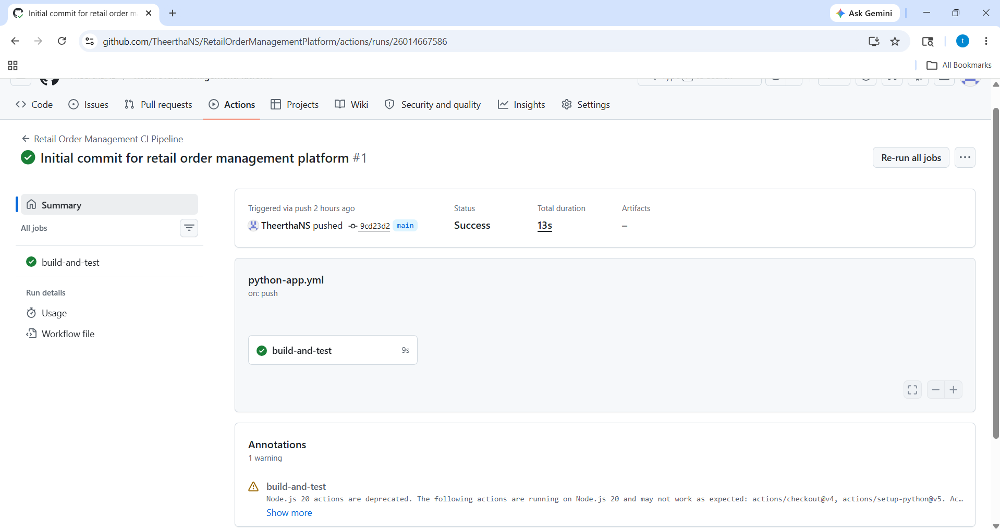 Initial commit for retail order m
Ask Gemini
github.com/TheerthaNS/RetailOrderManagementPlatform/actions/runs/26014667586
t
All Bookmarks
TheerthaNS / RetailOrderManagementPlatform
Type / to search
Code
Issues
Pull requests
Actions
Projects
Wiki
Security and quality
Insights
Settings
Retail Order Management CI Pipeline
Initial commit for retail order management platform #1
Re-run all jobs
Summary
All jobs
build-and-test
Run details
Usage
Workflow file
Triggered via push 2 hours ago
TheerthaNS pushed 9cd23d2 main
Status
Success
Total duration
13s
Artifacts
–
python-app.yml
on: push
build-and-test 9s
Annotations
1 warning
build-and-test
Node.js 20 actions are deprecated. The following actions are running on Node.js 20 and may not work as expected: actions/checkout@v4, actions/setup-python@v5. Ac…
Show more